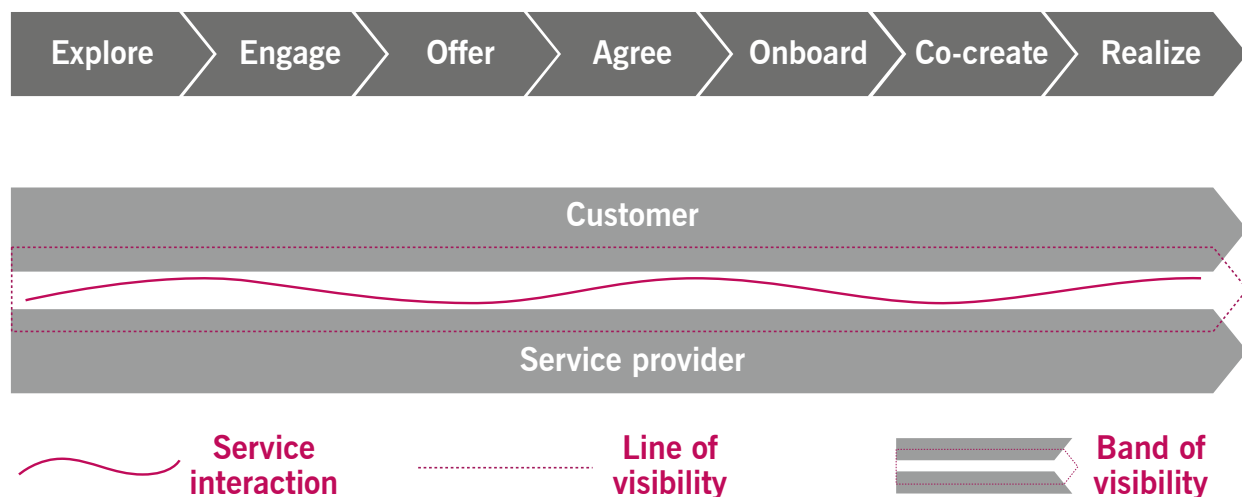 Explore Engage Offer Agree Onboard Co-create Realize
Customer
Service provider
Service
interaction
Line of
visibility
Band of
visibility